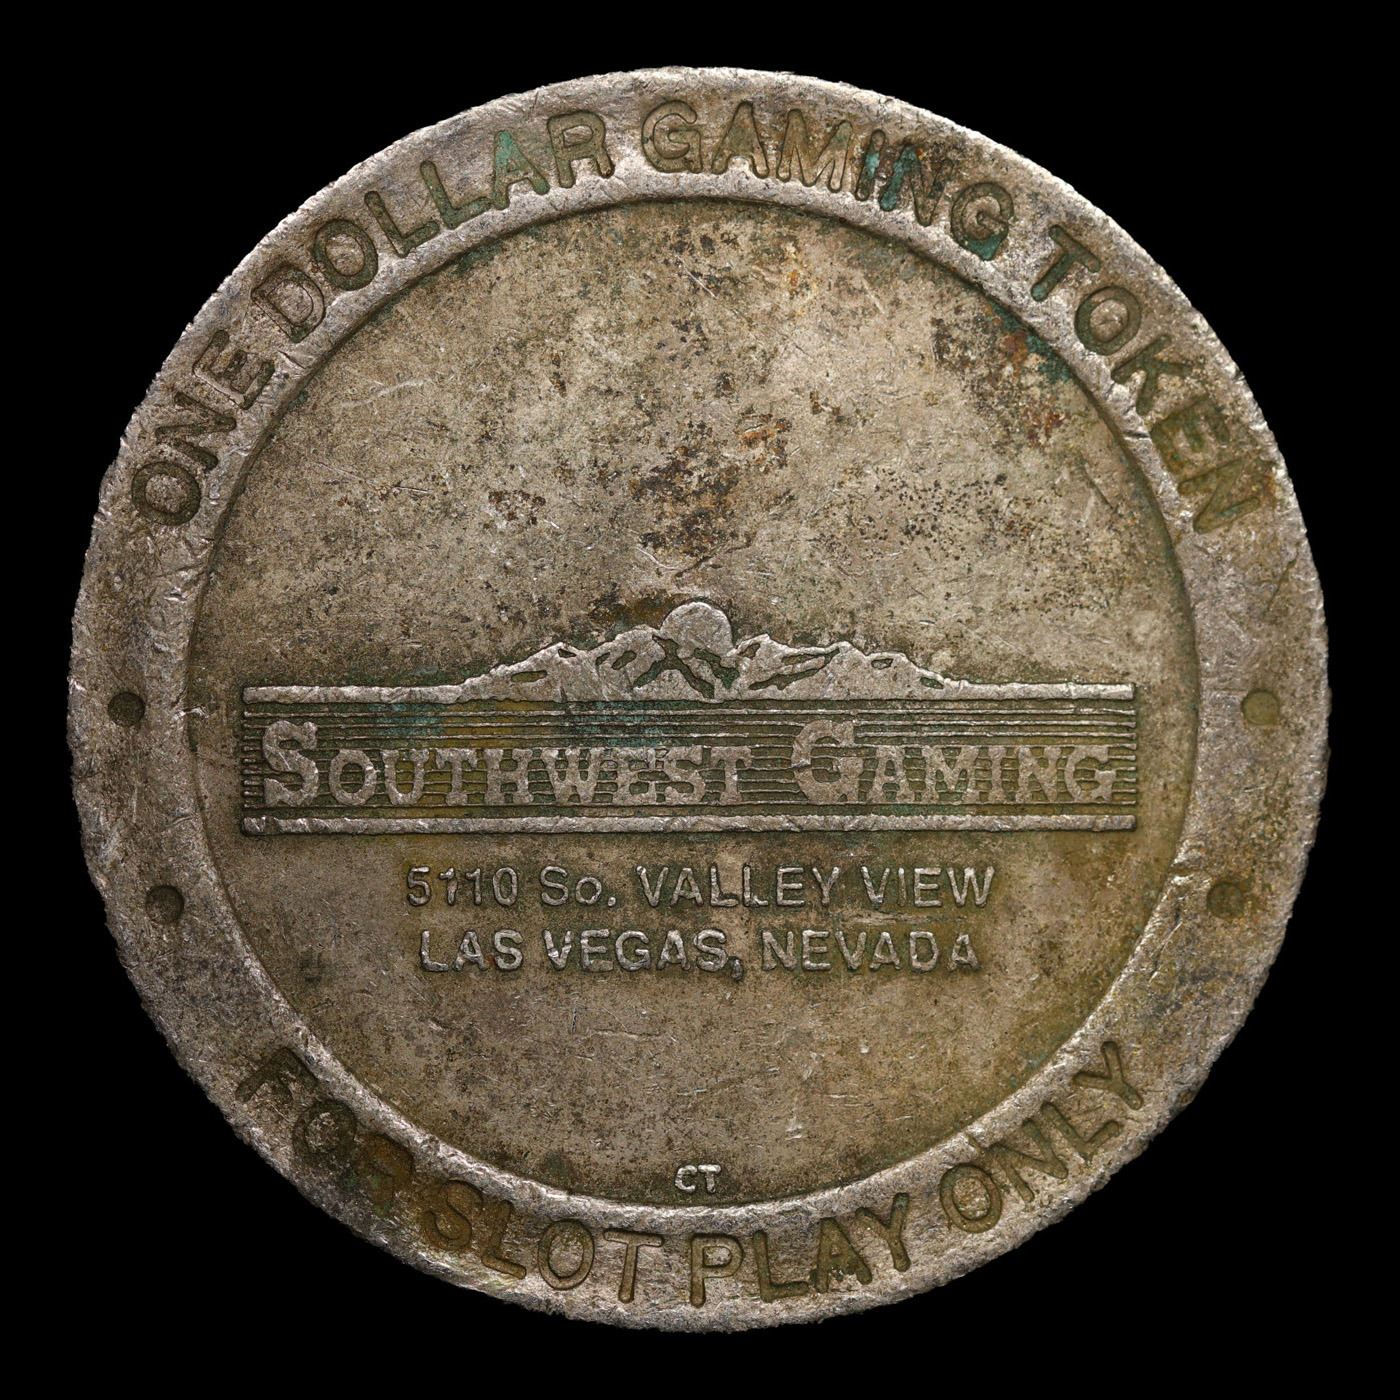 ONE DOLLAR GAMING TOKEN
SOUTHWEST GAMING
5110 So. VALLEY VIEW
LAS VEGAS, NEVADA
CT
FOR SLOT PLAY ONLY